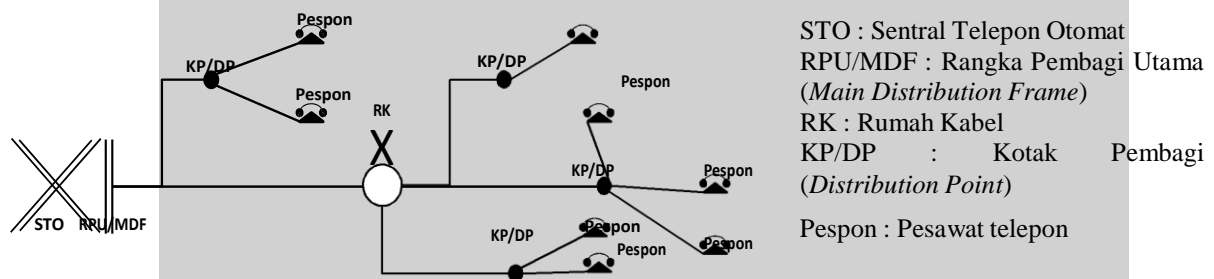 Pespon
KP/DP
Pespon
KP/DP
Pespon
RK
STO RPU/MDF
KP/DP
Pespon
KP/DP
Pespon
Pespon
Pespon
STO : Sentral Telepon Otomat
RPU/MDF : Rangka Pembagi Utama
(Main Distribution Frame)
RK : Rumah Kabel
KP/DP : Kotak Pembagi
(Distribution Point)
Pespon : Pesawat telepon